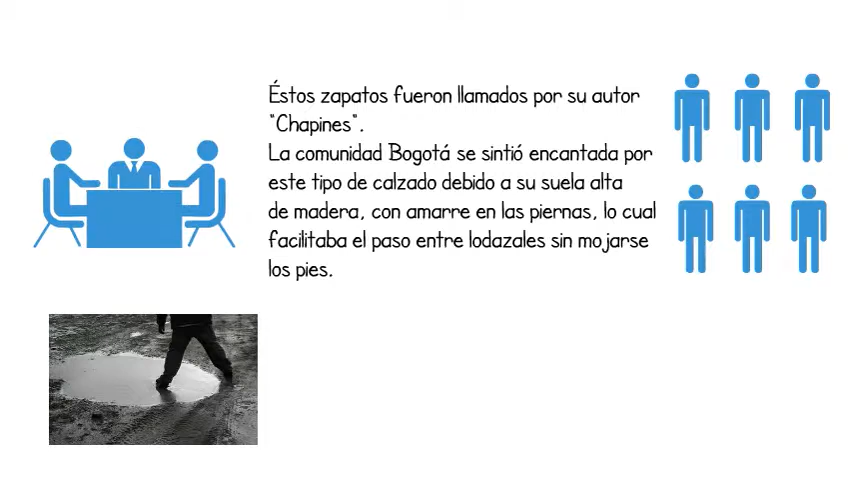 Éstos zapatos fueron llamados por su autor
"Chapines".
La comunidad Bogotá se sintió encantada por
este tipo de calzado debido a su suela alta
de madera, con amarre en las piernas, lo cual
facilitaba el paso entre lodazales sin mojarse
los pies.